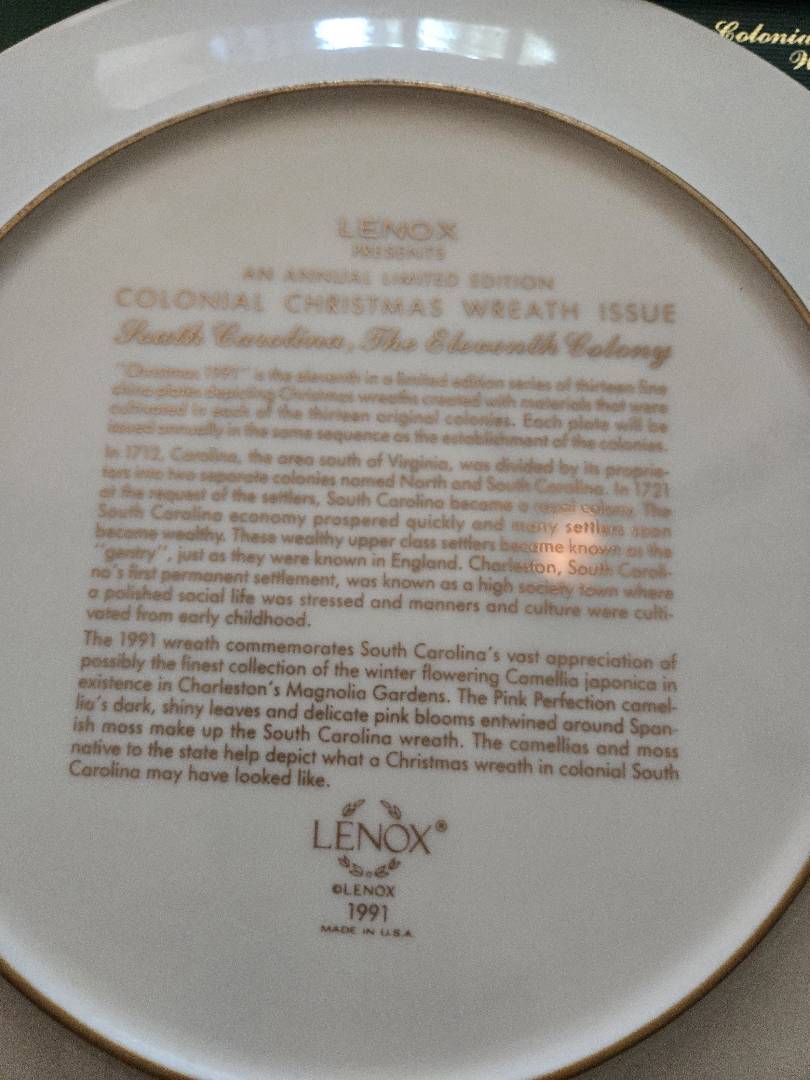 Colonia
W
LENOX
PRESENTS
AN ANNUAL LIMITED EDITION
COLONIAL CHRISTMAS WREATH ISSUE
South Carolina, The Eleventh Colony
"Christmas 1991" is the eleventh in a limited edition series of thirteen fine
china plates depicting Christmas wreaths created with materials that were
cultivated in each of the thirteen original colonies. Each plate will be
issued annually in the same sequence as the establishment of the colonies.
In 1712, Carolina, the area south of Virginia, was divided by its proprie-
tors into two separate colonies named North and South Carolina. In 1721
at the request of the settlers, South Carolina became a royal colony. The
South Carolina economy prospered quickly and many settlers soon
became wealthy. These wealthy upper class settlers became known as the
"gentry", just as they were known in England. Charleston, South Caroli-
na's first permanent settlement, was known as a high society town where
a polished social life was stressed and manners and culture were culti-
vated from early childhood.
The 1991 wreath commemorates South Carolina's vast appreciation of
possibly the finest collection of the winter flowering Camellia japonica in
existence in Charleston's Magnolia Gardens. The Pink Perfection camel-
lia's dark, shiny leaves and delicate pink blooms entwined around Span-
ish moss make up the South Carolina wreath. The camellias and moss
native to the state help depict what a Christmas wreath in colonial South
Carolina may have looked like.
LENOX®
©LENOX
1991
MADE IN U.S.A.